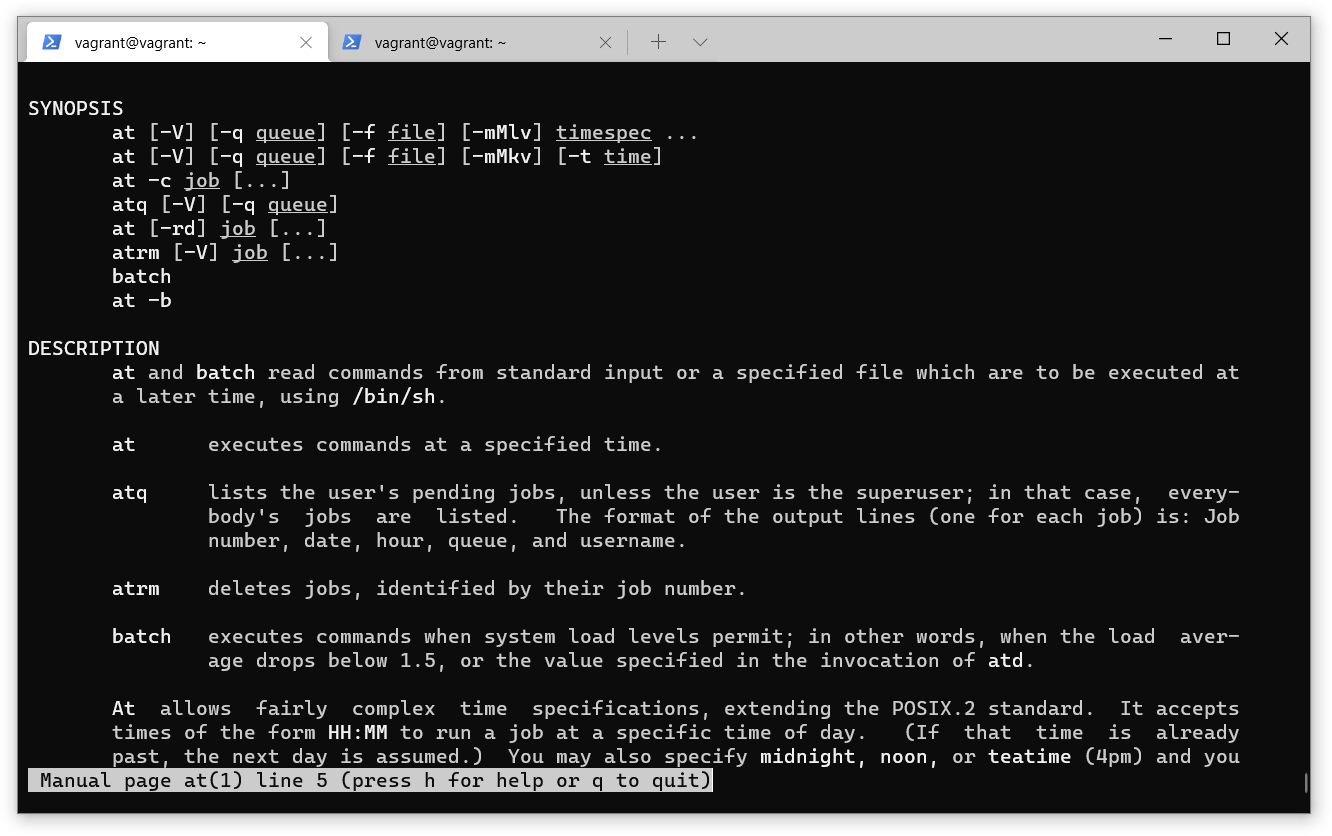 vagrant@vagrant: ~
vagrant@vagrant: ~
SYNOPSIS
at [-V] [-q queue] [-f file] [-mMlv] timespec ...
at [-V] [-q queue] [-f file] [-mMkv] [-t time]
at -c job [...]
atq [-V] [-q queue]
at [-rd] job [...]
atrm [-V] job [...]
batch
at -b
DESCRIPTION
at and batch read commands from standard input or a specified file which are to be executed at
a later time, using /bin/sh.
at executes commands at a specified time.
atq lists the user's pending jobs, unless the user is the superuser; in that case, every-
body's jobs are listed. The format of the output lines (one for each job) is: Job
number, date, hour, queue, and username.
atrm deletes jobs, identified by their job number.
batch executes commands when system load levels permit; in other words, when the load aver-
age drops below 1.5, or the value specified in the invocation of atd.
At allows fairly complex time specifications, extending the POSIX.2 standard. It accepts
times of the form HH:MM to run a job at a specific time of day. (If that time is already
past, the next day is assumed.) You may also specify midnight, noon, or teatime (4pm) and you
Manual page at(1) line 5 (press h for help or q to quit)